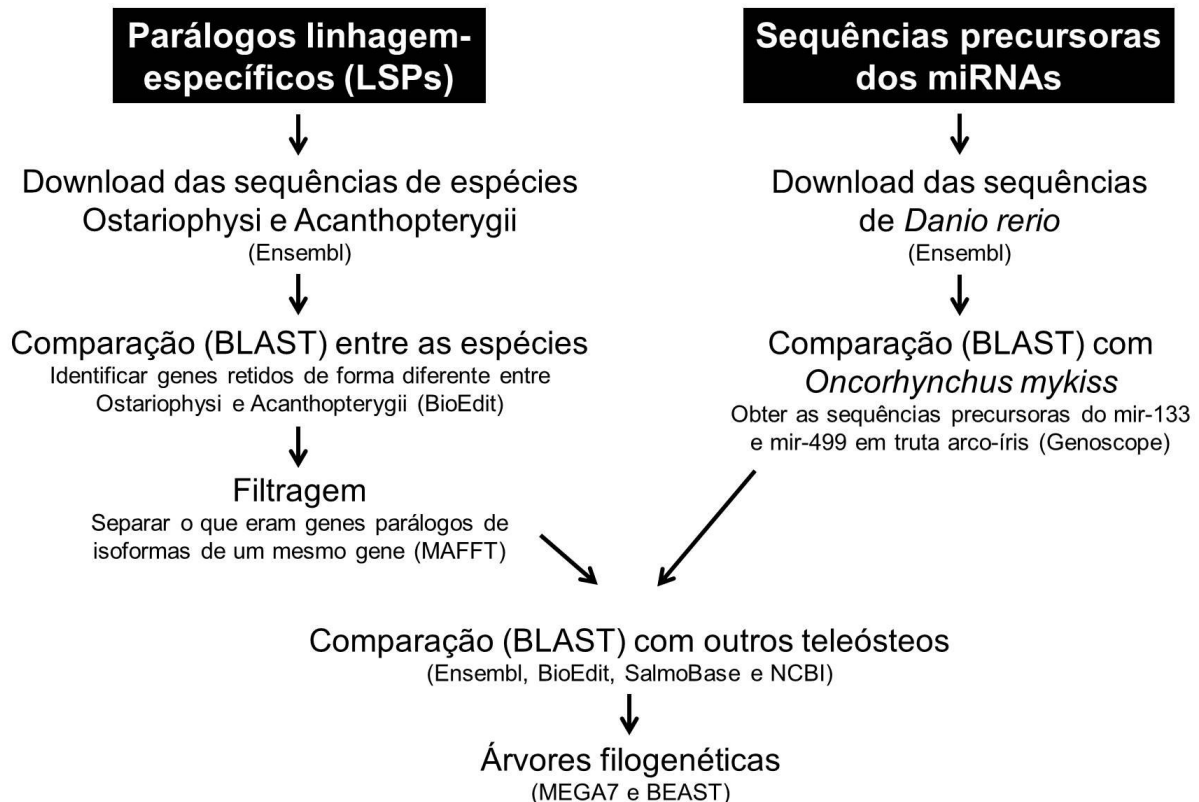 Parálogos linhagem-
específicos (LSPs)
Download das sequências de espécies
Ostariophysi e Acanthopterygii
(Ensembl)
Comparação (BLAST) entre as espécies
Identificar genes retidos de forma diferente entre
Ostariophysi e Acanthopterygii (BioEdit)
Filtragem
Separar o que eram genes parálogos de
isoformas de um mesmo gene (MAFFT)
Sequências precursoras
dos miRNAs
Download das sequências
de Danio rerio
(Ensembl)
Comparação (BLAST) com
Oncorhynchus mykiss
Obter as sequências precursoras do mir-133
e mir-499 em truta arco-íris (Genoscope)
Comparação (BLAST) com outros teleósteos
(Ensembl, BioEdit, SalmoBase e NCBI)
Árvores filogenéticas
(MEGA7 e BEAST)